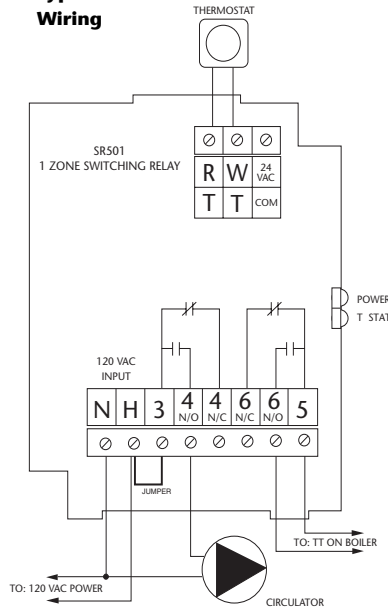 Wiring
THERMOSTAT
SR501
1 ZONE SWITCHING RELAY
R W 24 VAC
T T COM
POWER
T STAT
120 VAC
INPUT
N H 3 4 N/O 4 N/C 6 N/C 6 N/O 5
JUMPER
TO: TT ON BOILER
TO: 120 VAC POWER
CIRCULATOR